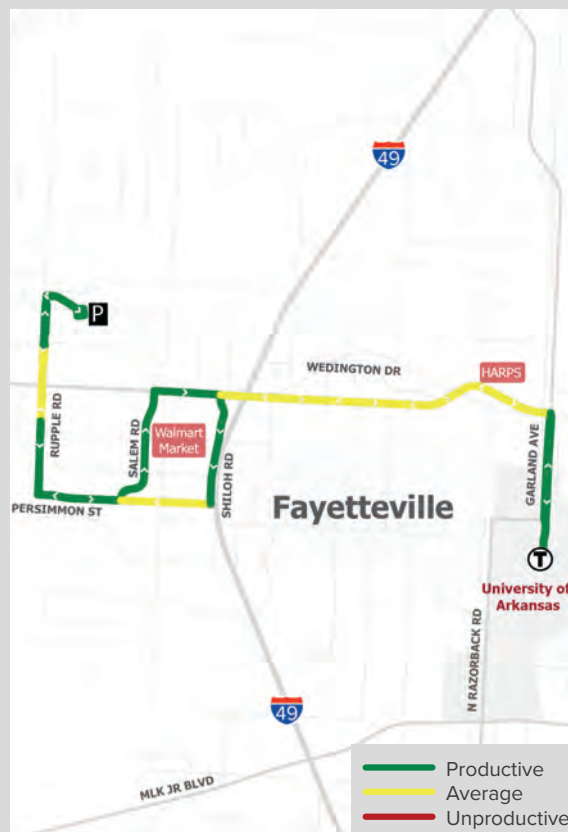 49
P
WEDINGTON DR
HARPS
RUPPLE RD
SALEM RD
Walmart
Market
SHILOH RD
GARLAND AVE
PERSIMMON ST
Fayetteville
T
University of
Arkansas
N RAZORBACK RD
49
MLK JR BLVD
Productive
Average
Unproductive